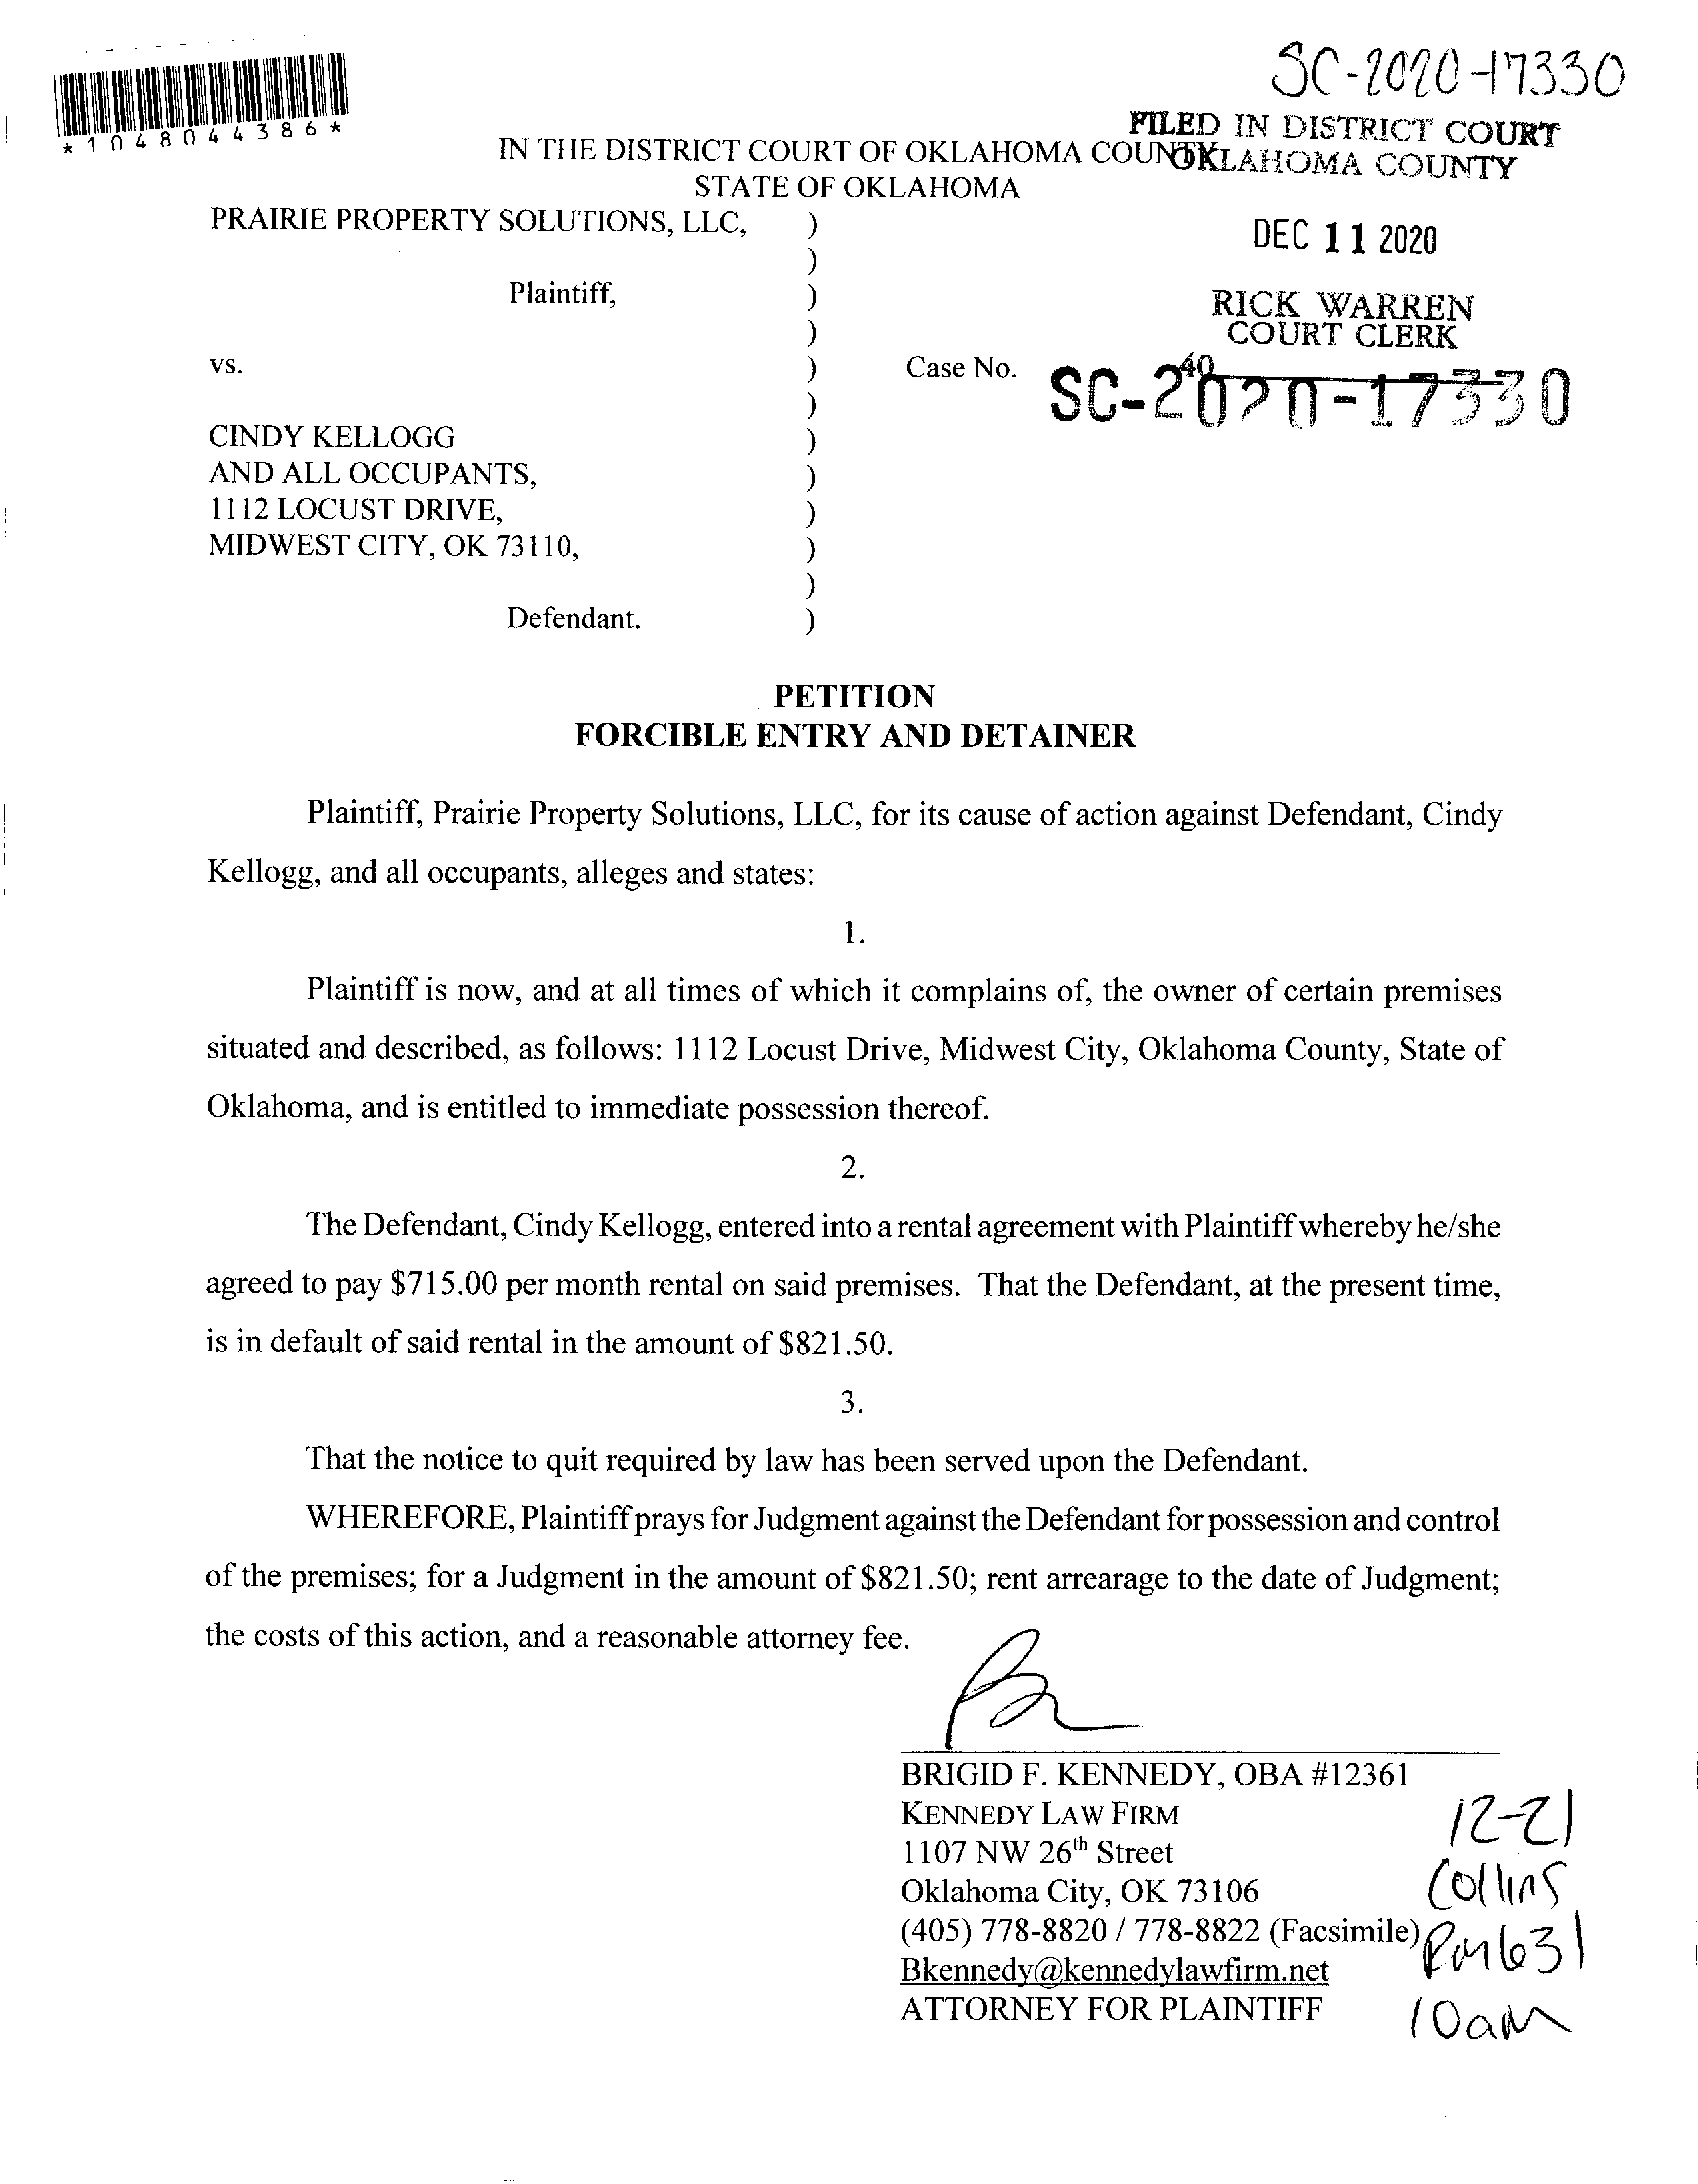 SC-2020-17330
*1048044386*
FILED IN DISTRICT COURT
OKLAHOMA COUNTY
IN THE DISTRICT COURT OF OKLAHOMA COUNTY
STATE OF OKLAHOMA
PRAIRIE PROPERTY SOLUTIONS, LLC, )
DEC 11 2020
)
Plaintiff, )
RICK WARREN
COURT CLERK
)
vs. ) Case No. SC-2020-17330
40
)
CINDY KELLOGG )
AND ALL OCCUPANTS, )
1112 LOCUST DRIVE, )
MIDWEST CITY, OK 73110, )
)
Defendant. )
PETITION
FORCIBLE ENTRY AND DETAINER
Plaintiff, Prairie Property Solutions, LLC, for its cause of action against Defendant, Cindy
Kellogg, and all occupants, alleges and states:
1.
Plaintiff is now, and at all times of which it complains of, the owner of certain premises
situated and described, as follows: 1112 Locust Drive, Midwest City, Oklahoma County, State of
Oklahoma, and is entitled to immediate possession thereof.
2.
The Defendant, Cindy Kellogg, entered into a rental agreement with Plaintiff whereby he/she
agreed to pay $715.00 per month rental on said premises. That the Defendant, at the present time,
is in default of said rental in the amount of $821.50.
3.
That the notice to quit required by law has been served upon the Defendant.
WHEREFORE, Plaintiff prays for Judgment against the Defendant for possession and control
of the premises; for a Judgment in the amount of $821.50; rent arrearage to the date of Judgment;
the costs of this action, and a reasonable attorney fee.
BRIGID F. KENNEDY, OBA #12361
KENNEDY LAW FIRM
1107 NW 26th Street
Oklahoma City, OK 73106
(405) 778-8820 / 778-8822 (Facsimile)
Bkennedy@kennedylawfirm.net
ATTORNEY FOR PLAINTIFF
12-21
Collins
Rm 631
10am